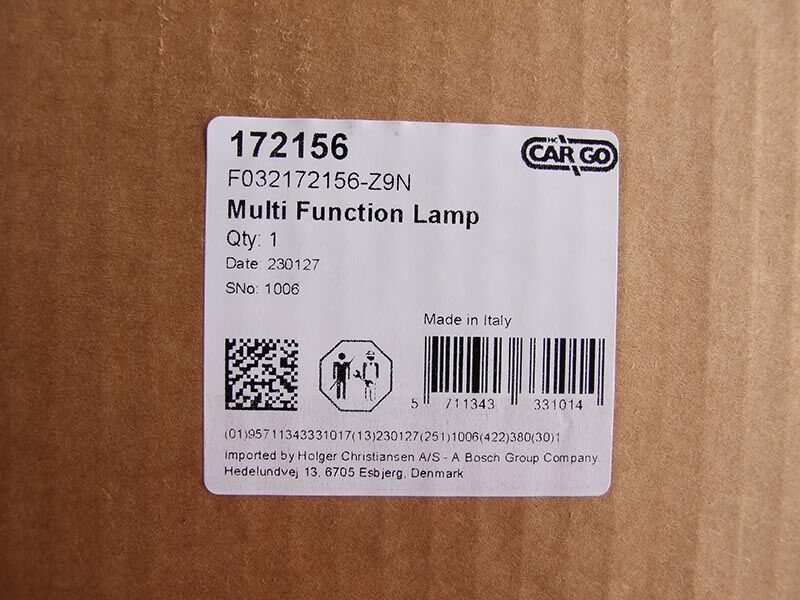 172156
HC
CARGO
F032172156-Z9N
Multi Function Lamp
Qty: 1
Date: 230127
SNo: 1006
Made in Italy
5 711343 331014
(01)95711343331017(13)230127(251)1006(422)380(30)1
Imported by Holger Christiansen A/S - A Bosch Group Company.
Hedelundvej 13, 6705 Esbjerg, Denmark